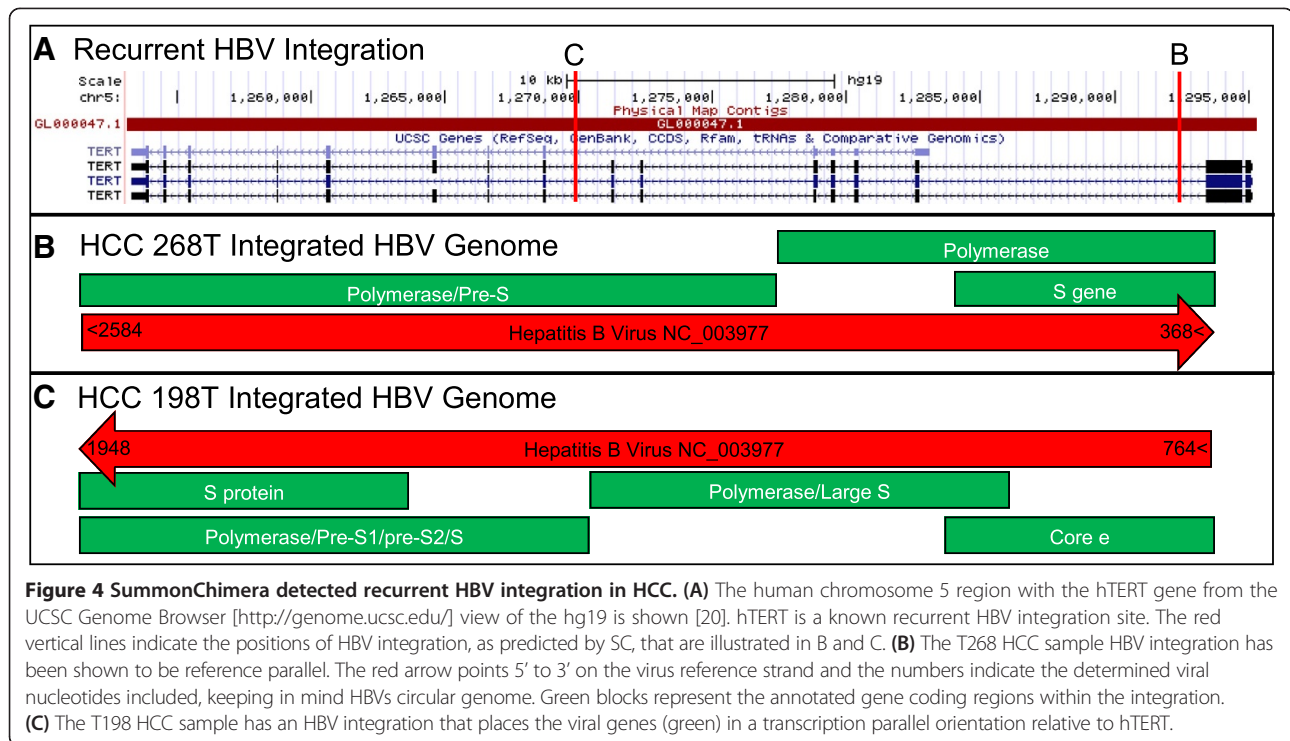 A Recurrent HBV Integration
C
B
Scale
10 kb
hg19
chr5:
1,260,000|
1,265,000|
1,270,000|
1,275,000|
1,280,000|
1,285,000|
1,290,000|
1,295,000|
Physical Map Contigs
GL000047.1
GL000047.1
UCSC Genes (RefSeq, GenBank, CCDS, Rfam, tRNAs & Comparative Genomics)
TERT
TERT
TERT
TERT
B HCC 268T Integrated HBV Genome
Polymerase
Polymerase/Pre-S
S gene
<2584
Hepatitis B Virus NC_003977
368<
C HCC 198T Integrated HBV Genome
1948
Hepatitis B Virus NC_003977
764<
S protein
Polymerase/Large S
Polymerase/Pre-S1/pre-S2/S
Core e
Figure 4 SummonChimera detected recurrent HBV integration in HCC. (A) The human chromosome 5 region with the hTERT gene from the
UCSC Genome Browser [http://genome.ucsc.edu/] view of the hg19 is shown [20]. hTERT is a known recurrent HBV integration site. The red
vertical lines indicate the positions of HBV integration, as predicted by SC, that are illustrated in B and C. (B) The T268 HCC sample HBV integration has
been shown to be reference parallel. The red arrow points 5’ to 3’ on the virus reference strand and the numbers indicate the determined viral
nucleotides included, keeping in mind HBVs circular genome. Green blocks represent the annotated gene coding regions within the integration.
(C) The T198 HCC sample has an HBV integration that places the viral genes (green) in a transcription parallel orientation relative to hTERT.